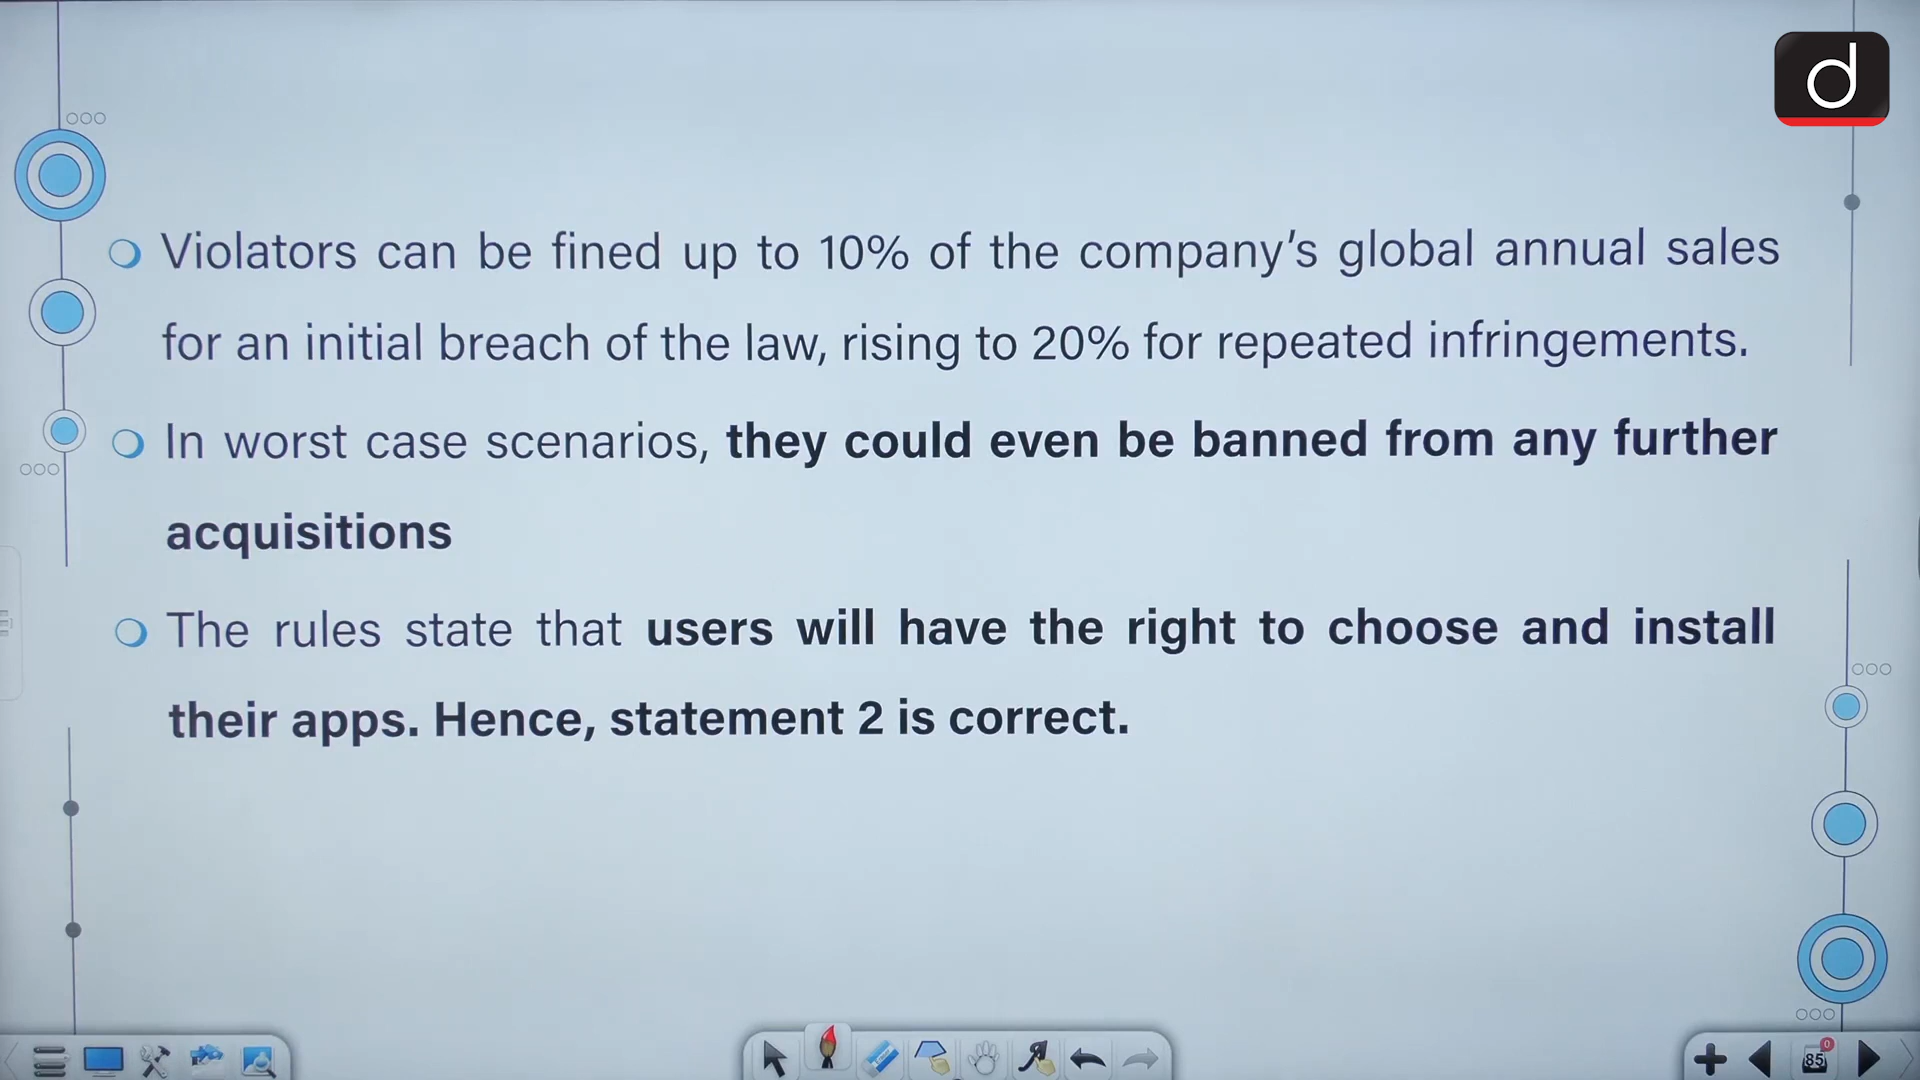 d
Violators can be fined up to 10% of the company's global annual sales
for an initial breach of the law, rising to 20% for repeated infringements.
In worst case scenarios, they could even be banned from any further
acquisitions
The rules state that users will have the right to choose and install
their apps. Hence, statement 2 is correct.
0
85